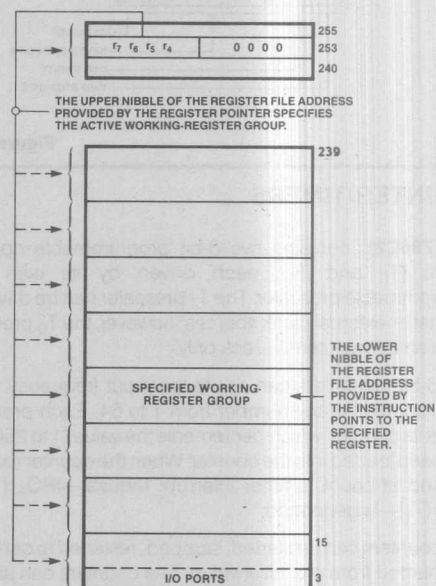 255
r7 r6 r5 r4 0 0 0 0 253
240
THE UPPER NIBBLE OF THE REGISTER FILE ADDRESS
PROVIDED BY THE REGISTER POINTER SPECIFIES
THE ACTIVE WORKING-REGISTER GROUP.
239
SPECIFIED WORKING
REGISTER GROUP
THE LOWER
NIBBLE OF
THE REGISTER
FILE ADDRESS
PROVIDED BY
THE INSTRUCTION
POINTS TO THE
SPECIFIED
REGISTER.
15
I/O PORTS 3